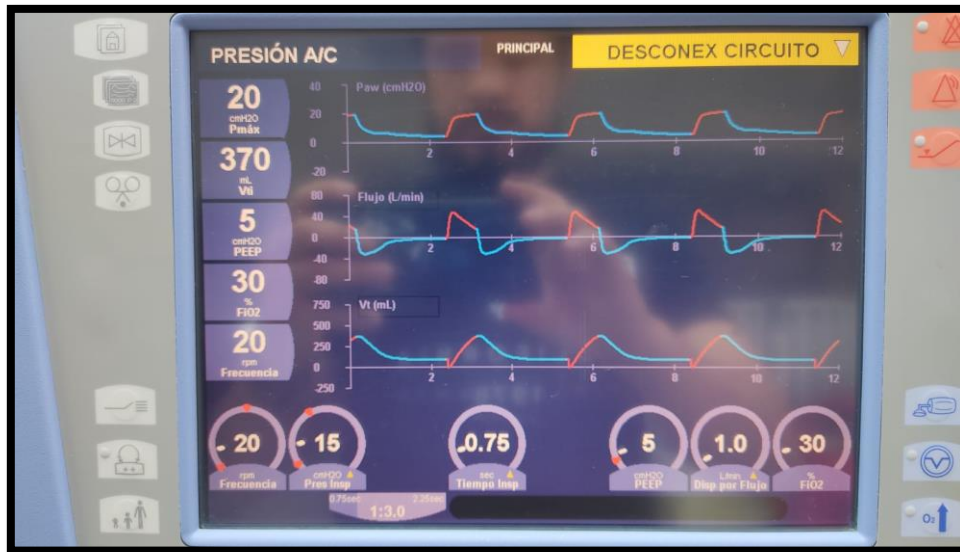 PRESIÓN A/C
PRINCIPAL
DESCONEX CIRCUITO
20
cmH2O
Pmáx
370
mL
Vti
5
cmH2O
PEEP
30
%
FiO2
20
rpm
Frecuencia
Paw (cmH2O)
40
20
-20
2 4 6 8 10 12
Flujo (L/min)
80
40
0
-40
-80
2 4 6 8 10 12
Vt (mL)
750
500
250
0
-250
2 4 6 8 10 12
20
rpm
Frecuencia
15
cmH2O
Pres Insp
0.75
sec
Tiempo Insp
5
cmH2O
PEEP
1.0
L/min
Disp por Flujo
30
%
FiO2
0.75sec 2.25sec
1:3.0
O2